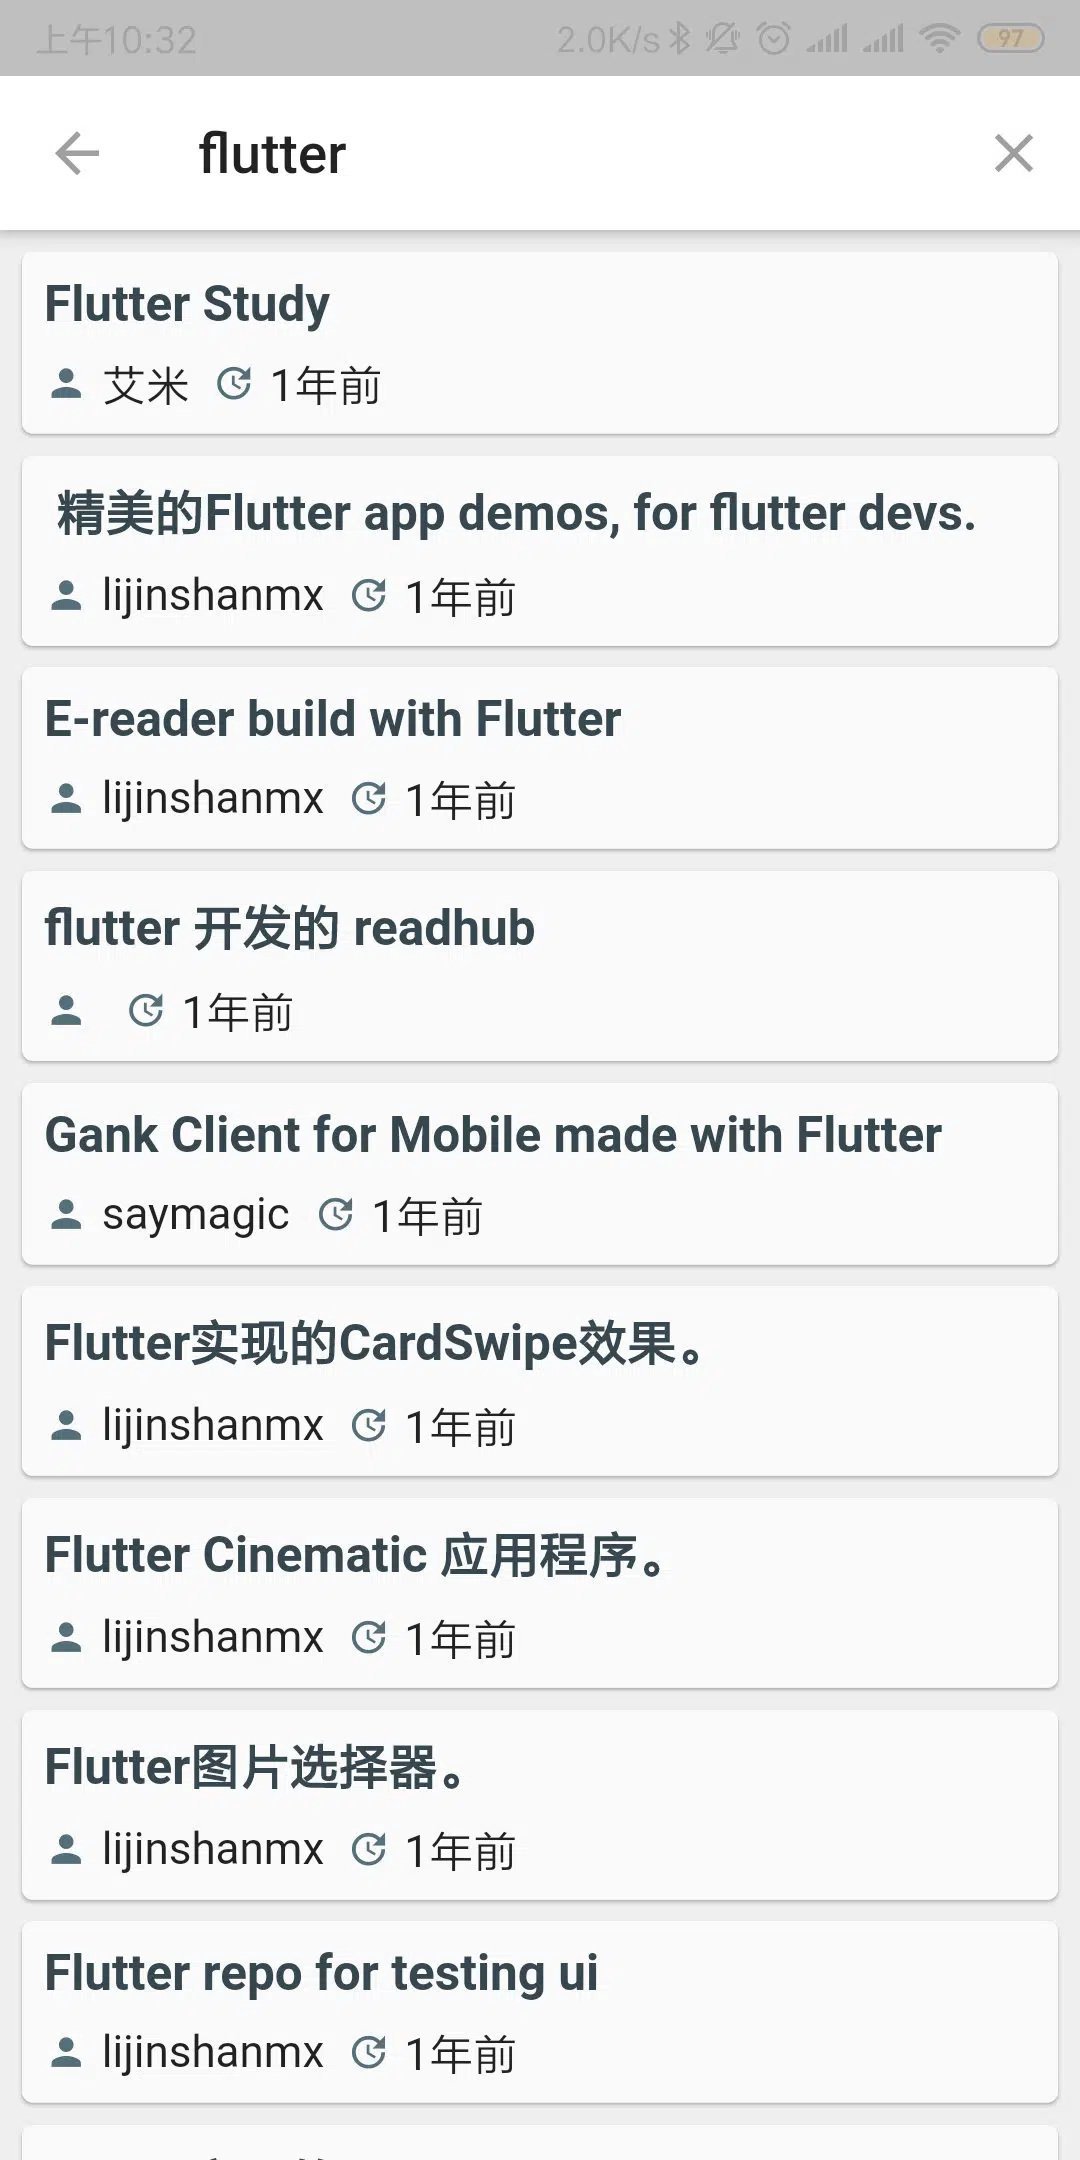 上午10:32 2.0K/s 97
flutter
Flutter Study
艾米 1年前
精美的Flutter app demos, for flutter devs.
lijinshanmx 1年前
E-reader build with Flutter
lijinshanmx 1年前
flutter 开发的 readhub
1年前
Gank Client for Mobile made with Flutter
saymagic 1年前
Flutter实现的CardSwipe效果。
lijinshanmx 1年前
Flutter Cinematic 应用程序。
lijinshanmx 1年前
Flutter图片选择器。
lijinshanmx 1年前
Flutter repo for testing ui
lijinshanmx 1年前